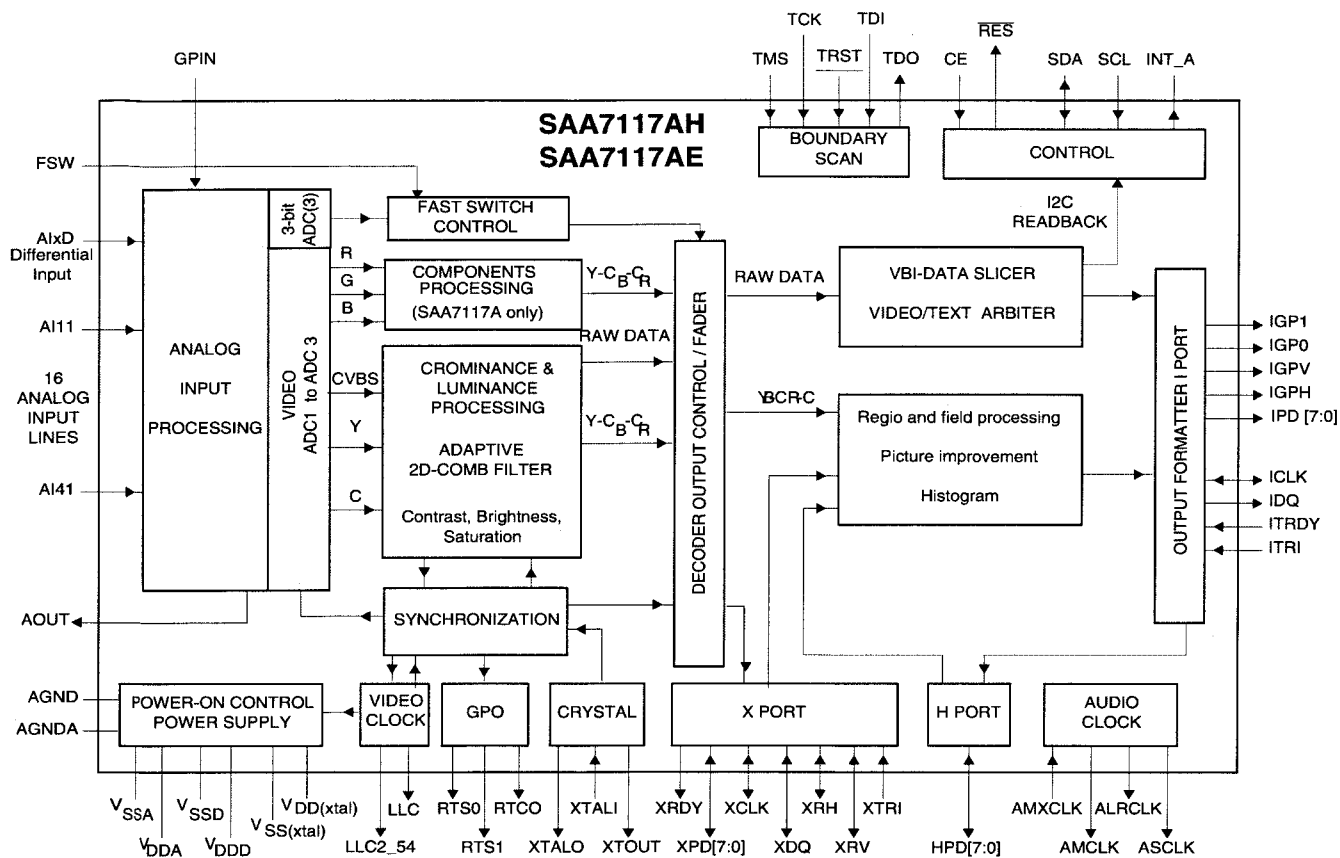 TCK
TDI
RES
GPIN
TMS
TRST
TDO
CE
SDA
SCL
INT_A
SAA7117AH
SAA7117AE
BOUNDARY
SCAN
CONTROL
FSW
3-bit
ADC(3)
FAST SWITCH
CONTROL
I2C
READBACK
AIxD
Differential
Input
R
G
B
COMPONENTS
PROCESSING
(SAA7117A only)
Y-CB-CR
RAW DATA
VBI-DATA SLICER
VIDEO/TEXT ARBITER
AI11
ANALOG
INPUT
PROCESSING
VIDEO
ADC1 to ADC 3
RAW DATA
DECODER OUTPUT CONTROL / FADER
OUTPUT FORMATTER I PORT
IGP1
IGP0
IGPV
IGPH
IPD [7:0]
16
ANALOG
INPUT
LINES
CVBS
Y
C
CROMINANCE &
LUMINANCE
PROCESSING
ADAPTIVE
2D-COMB FILTER
Contrast, Brightness,
Saturation
Y-CB-CR
YBCR-C
Regio and field processing
Picture improvement
Histogram
AI41
ICLK
IDQ
ITRDY
ITRI
AOUT
SYNCHRONIZATION
AGND
AGNDA
POWER-ON CONTROL
POWER SUPPLY
VIDEO
CLOCK
GPO
CRYSTAL
X PORT
H PORT
AUDIO
CLOCK
VSSA
VSSD
VDD(xtal)
LLC
RTS0
RTCO
XTALI
XRDY
XCLK
XRH
XTRI
AMXCLK
ALRCLK
VDDA
VDDD
VSS(xtal)
LLC2_54
RTS1
XTALO
XTOUT
XPD[7:0]
XDQ
XRV
HPD[7:0]
AMCLK
ASCLK